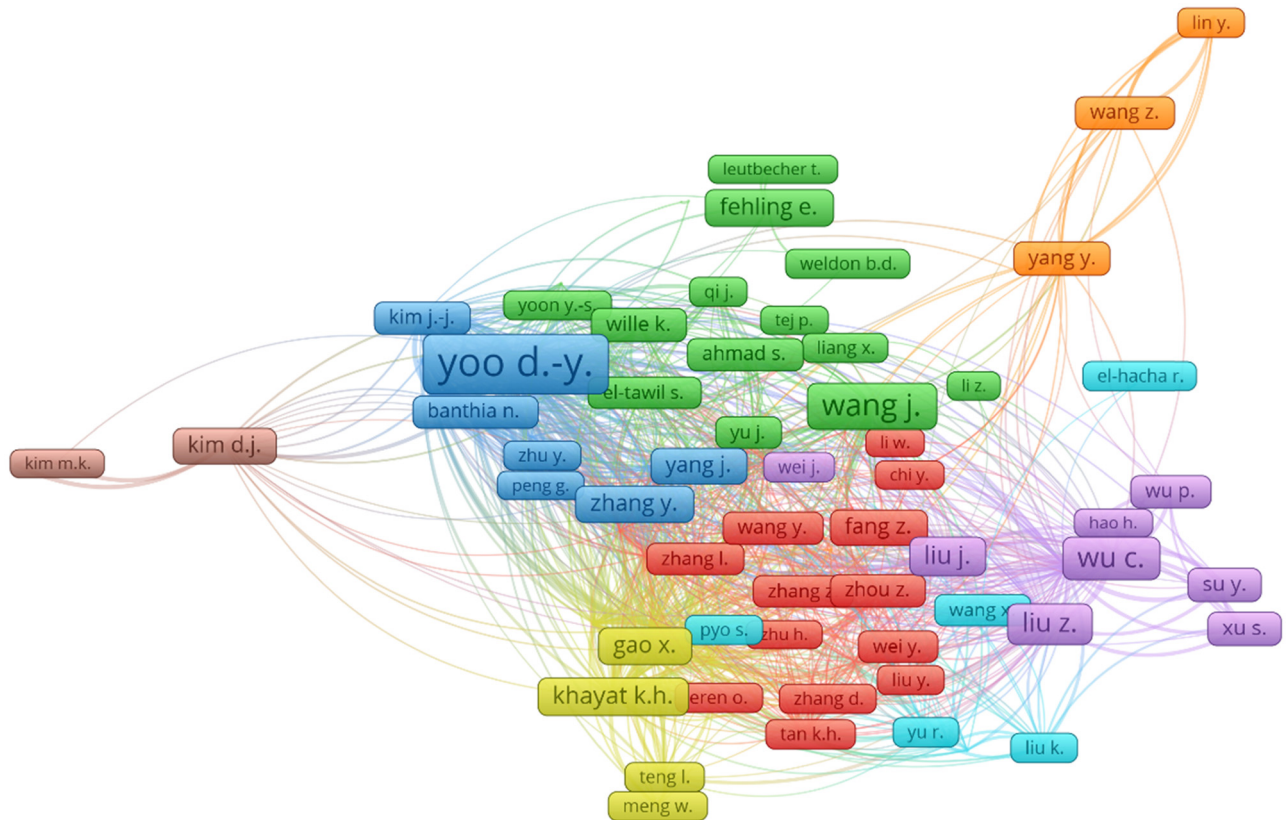 lin y.
wang z.
leutbecher t.
fehling e.
yang y.
weldon b.d.
qi j.
yoon y.-s.
kim j.-j.
wille k.
tej p.
liang x.
ahmad s.
yoo d.-y.
el-hacha r.
li z.
el-tawil s.
wang j.
banthia n.
yu j.
li w.
kim d.j.
kim m.k.
zhu y.
yang j.
wei j.
chi y.
peng g.
wu p.
zhang y.
hao h.
wang y.
fang z.
zhang l.
liu j.
wu c.
su y.
zhang z
zhou z.
wang x
liu z.
xu s.
pyo s.
zhu h.
gao x.
wei y.
liu y.
khayat k.h.
eren o.
zhang d.
tan k.h.
yu r.
liu k.
teng l.
meng w.